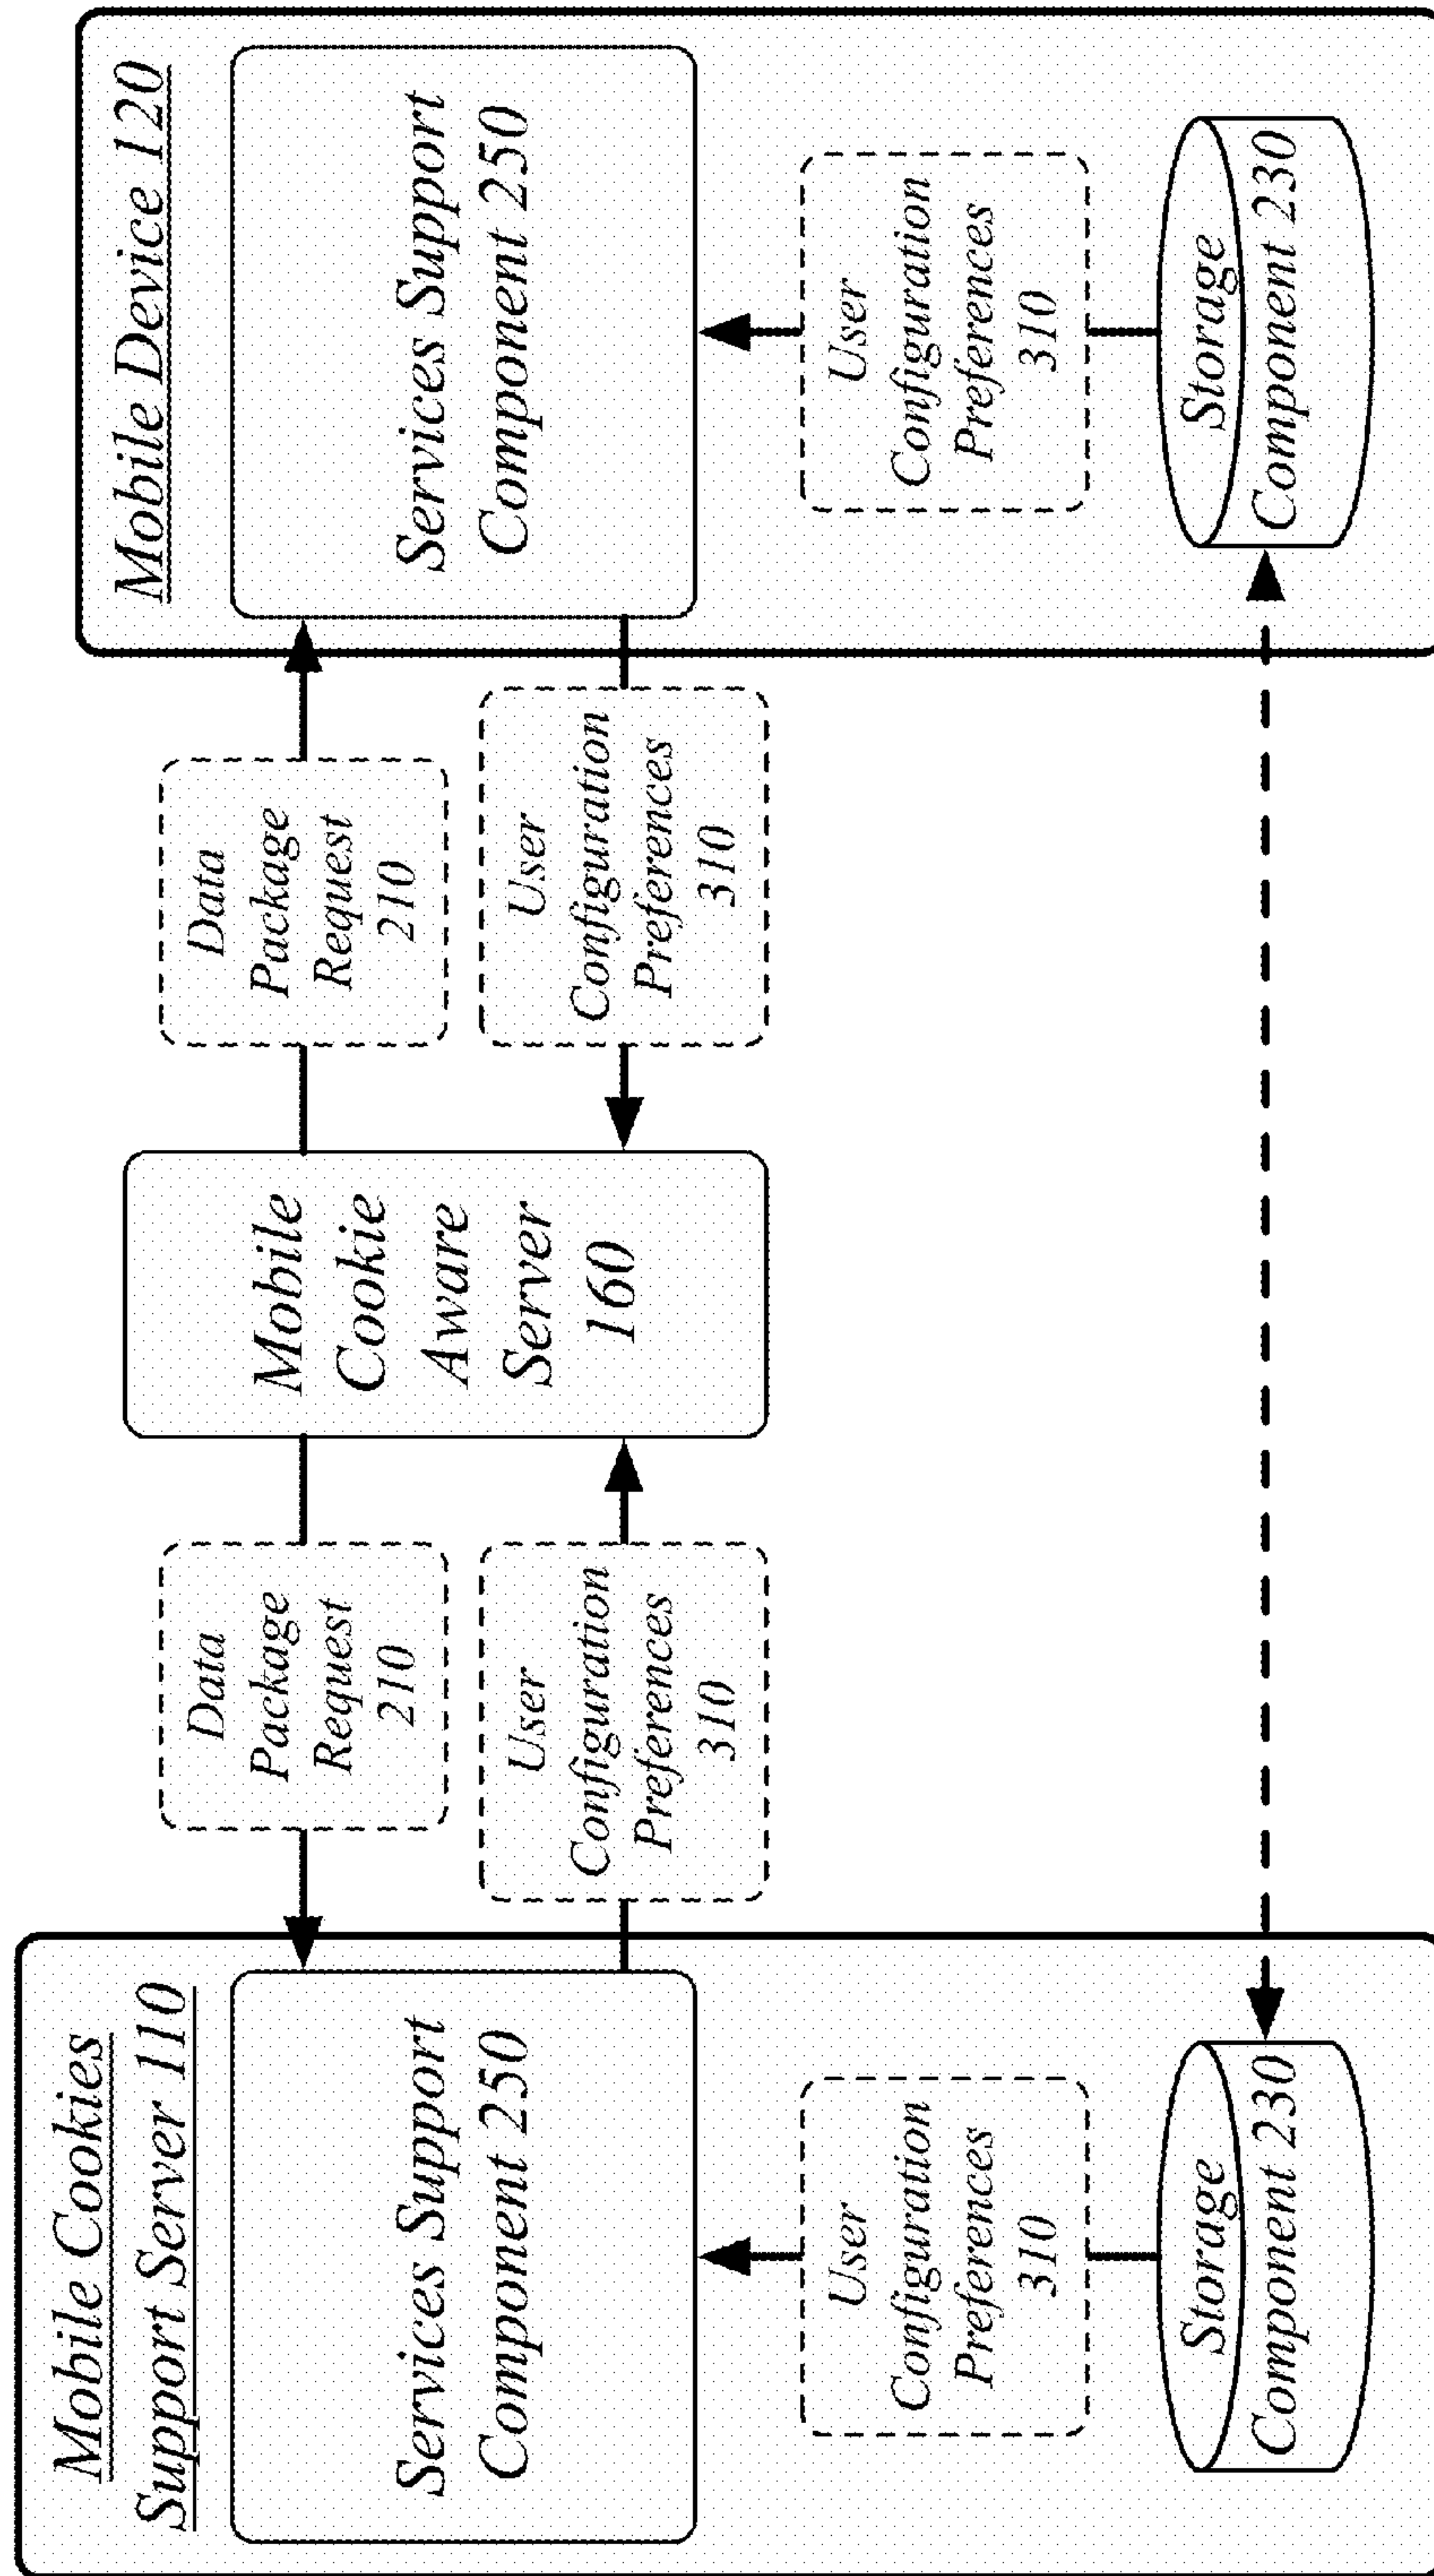 Mobile Cookies
Support Server 110
Services Support
Component 250
User
Configuration
Preferences
310
Storage
Component 230
Data
Package
Request
210
User
Configuration
Preferences
310
Mobile
Cookie
Aware
Server
160
Data
Package
Request
210
User
Configuration
Preferences
310
Mobile Device 120
Services Support
Component 250
User
Configuration
Preferences
310
Storage
Component 230